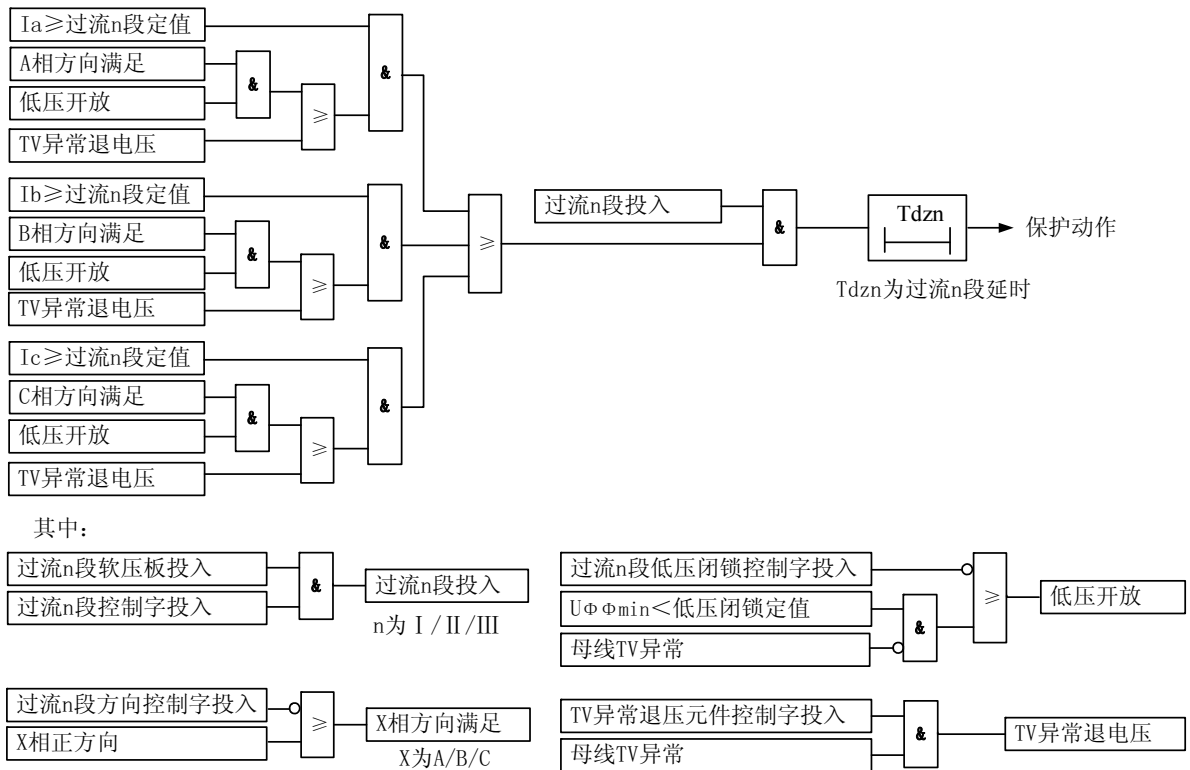 Ia≥过流n段定值
A相方向满足
&
&
低压开放
≥
TV异常退电压
Ib≥过流n段定值
过流n段投入
Tdzn
B相方向满足
&
&
≥
&
保护动作
低压开放
≥
TV异常退电压
Tdzn为过流n段延时
Ic≥过流n段定值
C相方向满足
&
&
低压开放
≥
TV异常退电压
其中:
过流n段软压板投入
&
过流n段投入
过流n段控制字投入
n为Ⅰ/Ⅱ/Ⅲ
过流n段低压闭锁控制字投入
≥
低压开放
UΦΦmin<低压闭锁定值
&
母线TV异常
过流n段方向控制字投入
≥
X相方向满足
X相正方向
X为A/B/C
TV异常退压元件控制字投入
&
TV异常退电压
母线TV异常